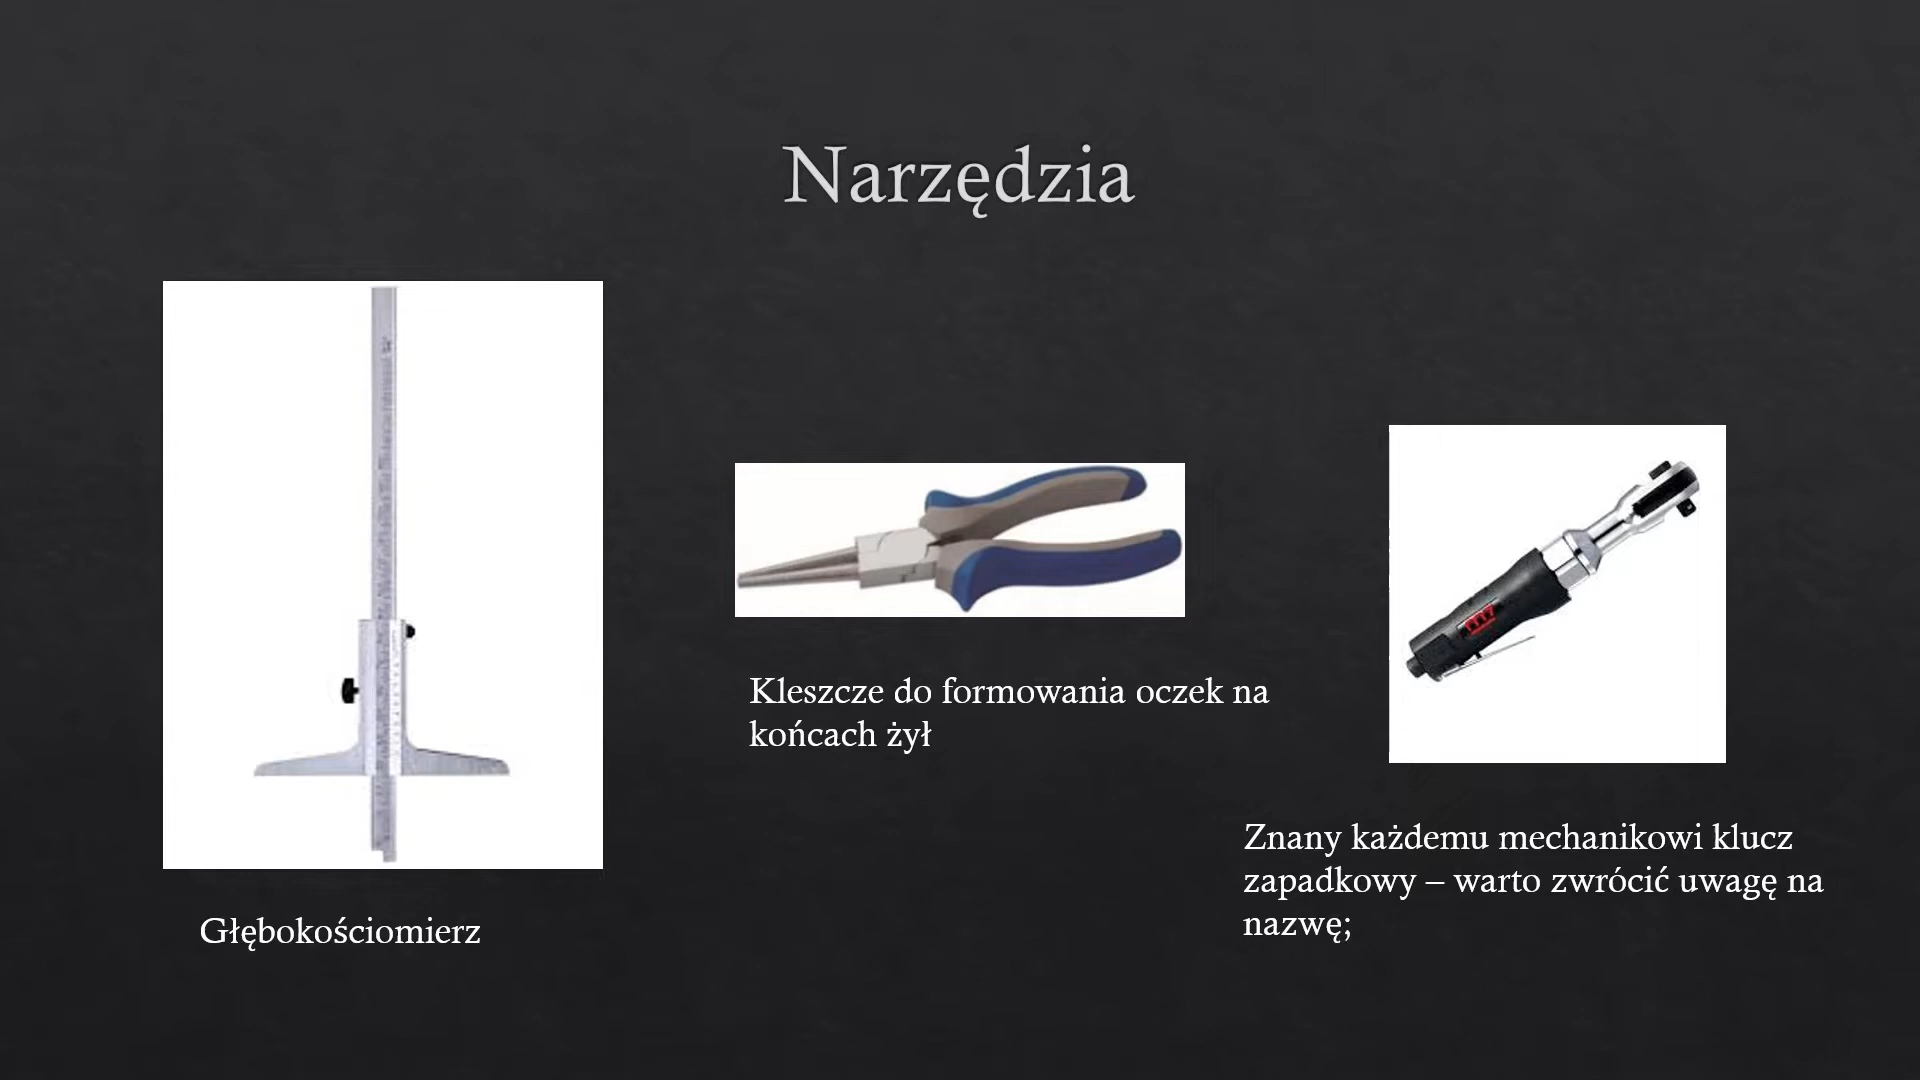 Narzędzia
Głębokościomierz
Kleszcze do formowania oczek na
końcach żył
m7
Znany każdemu mechanikowi klucz
zapadkowy – warto zwrócić uwagę na
nazwę;